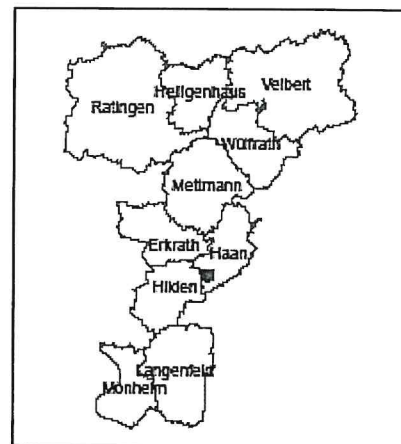 Velbert
Heiligenhaus
Ratingen
Wülfrath
Mettmann
Erkrath
Haan
Hilden
Langenfeld
Monheim